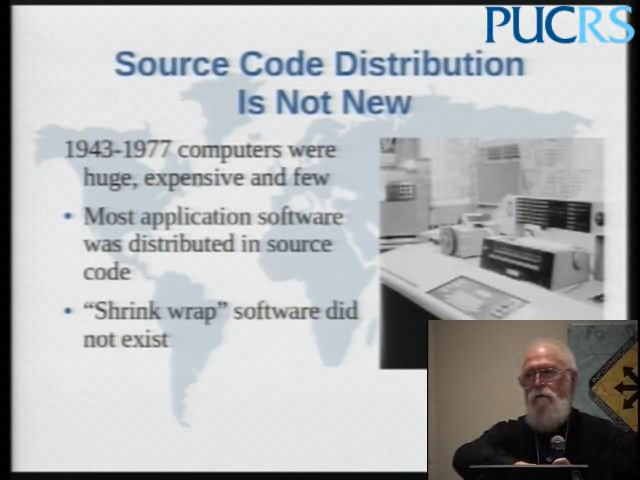 PUCRS
Source Code Distribution
Is Not New
1943-1977 computers were
huge, expensive and few
• Most application software
was distributed in source
code
• “Shrink wrap” software did
not exist